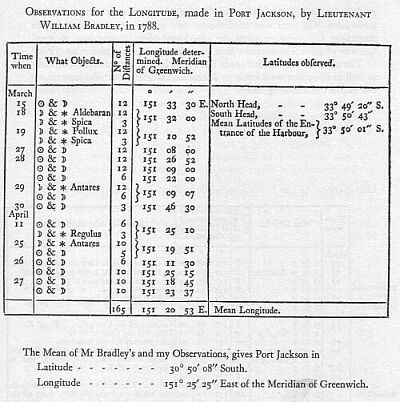 OBSERVATIONS for the LONGITUDE, made in PORT JACKSON, by LIEUTENANT
WILLIAM BRADLEY, in 1788.
Time when | What Objects. | No of Distances | Longitude determined. Meridian of Greenwich. | Latitudes observed.
March | ° ′ ″
15 ☉ & ☽ 12 151 33 30 E. North Head, - - 33° 49′ 20″ S.
18 ☽ & * Aldebaran 12 } South Head, - - 33° 50′ 43″
☽ & * Spica 3 } 151 32 00 Mean Latitudes of the En-
19 ☽ & * Pollux 12 } trance of the Harbour, } 33° 50′ 01″ S.
☽ & * Spica 3 } 151 10 52
27 ☉ & ☽ 12 151 08 00
28 ☉ & ☽ 12 151 26 52
☉ & ☽ 12 151 09 00
☉ & ☽ 6 151 22 00
29 ☽ & * Antares 12 }
☉ & ☽ 6 } 151 09 07
30 ☉ & ☽ 3 151 46 30
April
11 ☉ & ☽ 6 }
☽ & * Regulus 3 } 151 25 10
25 ☽ & * Antares 10 }
☉ & ☽ 5 } 151 19 51
26 ☉ & ☽ 6 151 11 30
☉ & ☽ 10 151 25 15
27 ☉ & ☽ 10 151 18 45
☉ & ☽ 10 151 23 37
165 151 20 53 E. Mean Longitude.
The Mean of Mr Bradley's and my Observations, gives Port Jackson in
Latitude - - - - - - - 30° 50′ 08″ South.
Longitude - - - - - - 151° 25′ 25″ East of the Meridian of Greenwich.